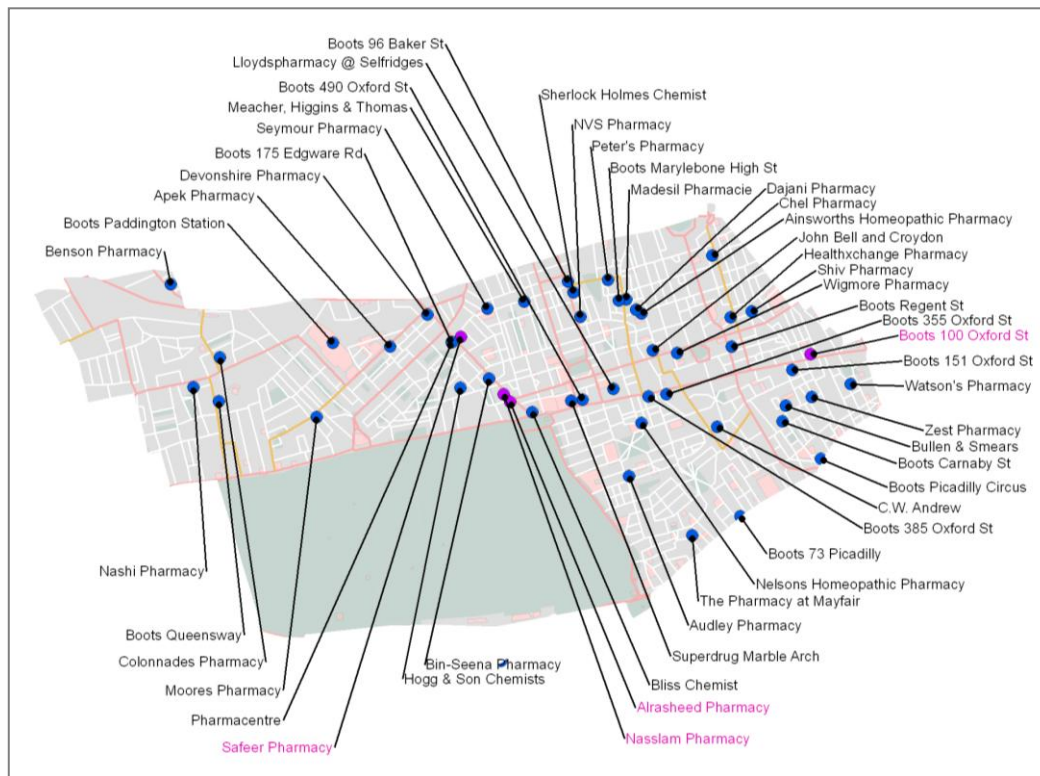 Boots 96 Baker St
Lloydspharmacy @ Selfridges
Boots 490 Oxford St
Meacher, Higgins & Thomas
Seymour Pharmacy
Boots 175 Edgware Rd
Devonshire Pharmacy
Apek Pharmacy
Boots Paddington Station
Benson Pharmacy
Sherlock Holmes Chemist
NVS Pharmacy
Peter's Pharmacy
Boots Marylebone High St
Madesil Pharmacie
Dajani Pharmacy
Chel Pharmacy
Ainsworths Homeopathic Pharmacy
John Bell and Croydon
Healthxchange Pharmacy
Shiv Pharmacy
Wigmore Pharmacy
Boots Regent St
Boots 355 Oxford St
Boots 100 Oxford St
Boots 151 Oxford St
Watson's Pharmacy
Zest Pharmacy
Bullen & Smears
Boots Carnaby St
Boots Picadilly Circus
C.W. Andrew
Boots 385 Oxford St
Boots 73 Picadilly
Nelsons Homeopathic Pharmacy
The Pharmacy at Mayfair
Audley Pharmacy
Superdrug Marble Arch
Bliss Chemist
Alrasheed Pharmacy
Nasslam Pharmacy
Nashi Pharmacy
Boots Queensway
Colonnades Pharmacy
Moores Pharmacy
Pharmacentre
Safeer Pharmacy
Bin-Seena Pharmacy
Hogg & Son Chemists